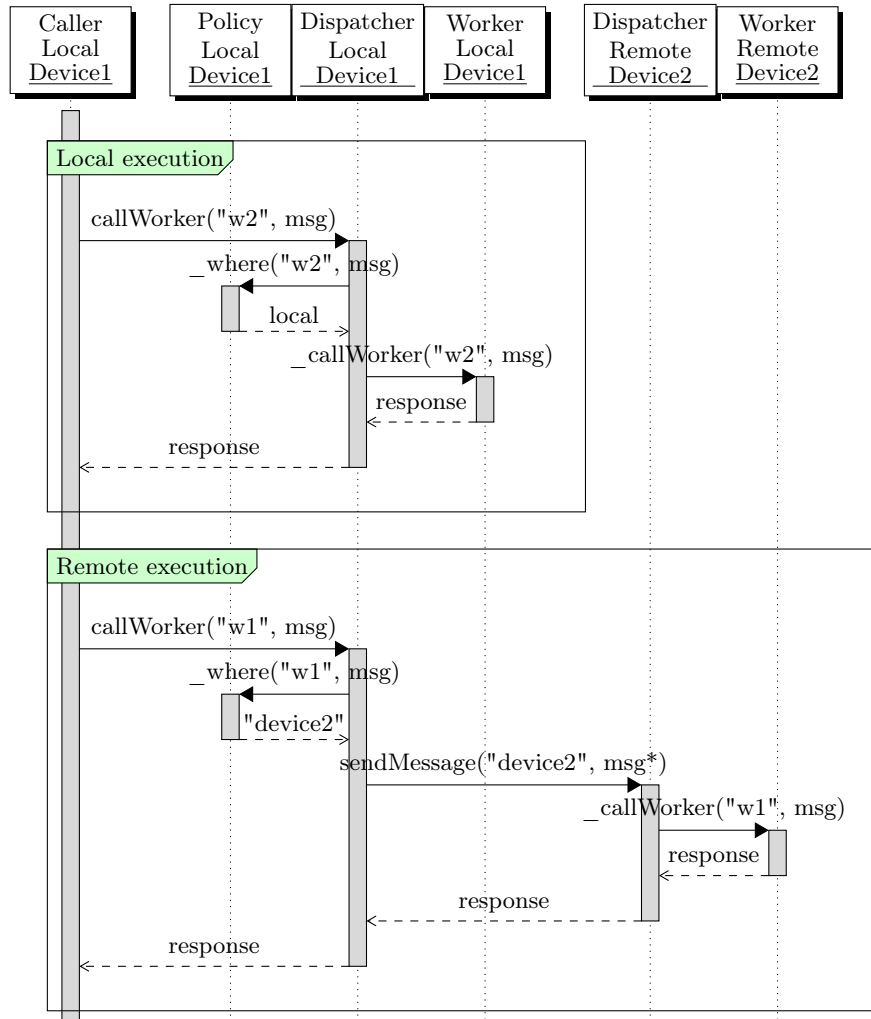 Caller
Local
Device1
Policy
Local
Device1
Dispatcher
Local
Device1
Worker
Local
Device1
Dispatcher
Remote
Device2
Worker
Remote
Device2
Local execution
callWorker("w2", msg)
_where("w2", msg)
local
_callWorker("w2", msg)
response
response
Remote execution
callWorker("w1", msg)
_where("w1", msg)
"device2"
sendMessage("device2", msg*)
_callWorker("w1", msg)
response
response
response